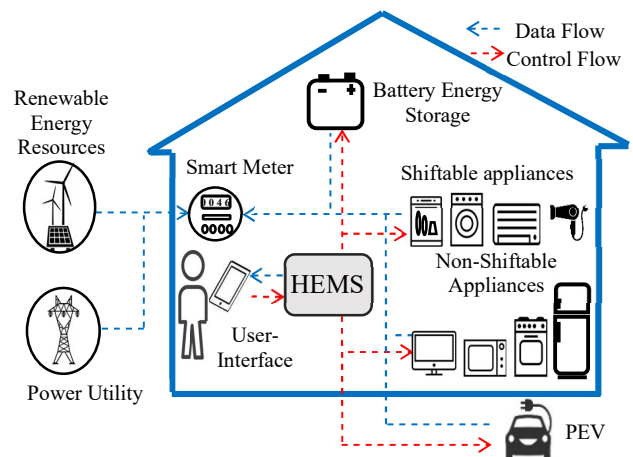 Data Flow
Control Flow
Renewable
Energy
Resources
Battery Energy
Storage
Smart Meter
0046
Shiftable appliances
Non-Shiftable
Appliances
HEMS
User-
Interface
Power Utility
PEV